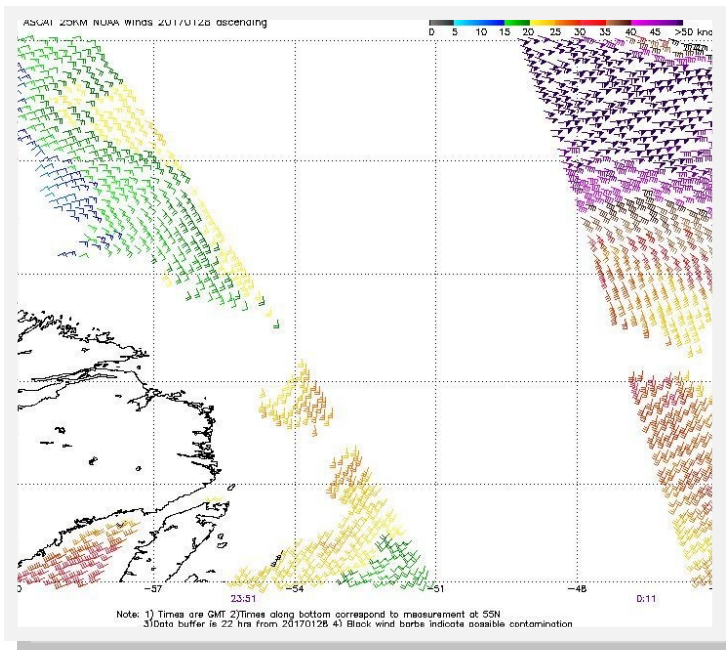 ASCAT 25KM NOAA Winds 20170128 ascending
0 5 10 15 20 25 30 35 40 45 >50 kno
-57 -54 -51 -48
23:51 0:11
Note: 1) Times are GMT 2)Times along bottom correspond to measurement at 55N
3)Data buffer is 22 hrs from 20170128 4) Black wind barbs indicate possible contamination